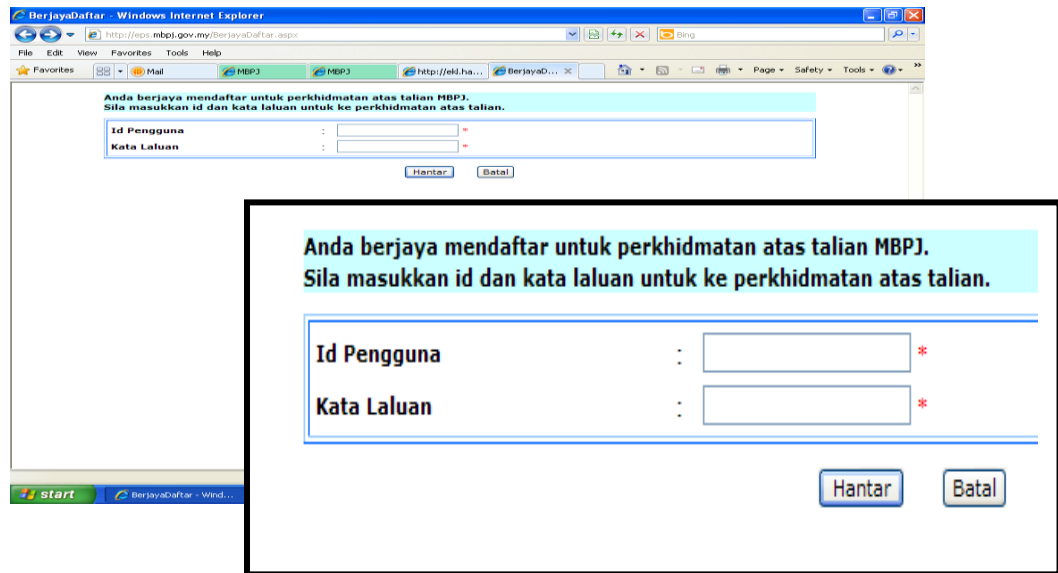 BerjayaDaftar - Windows Internet Explorer
http://eps.mbpj.gov.my/BerjayaDaftar.aspx
Bing
File Edit View Favorites Tools Help
Favorites Mail MBPJ MBPJ http://ekl.ha... BerjayaD... Page Safety Tools
Anda berjaya mendaftar untuk perkhidmatan atas talian MBPJ.
Sila masukkan id dan kata laluan untuk ke perkhidmatan atas talian.
Id Pengguna : *
Kata Laluan : *
Hantar Batal
start BerjayaDaftar - Wind...
Anda berjaya mendaftar untuk perkhidmatan atas talian MBPJ.
Sila masukkan id dan kata laluan untuk ke perkhidmatan atas talian.
Id Pengguna : *
Kata Laluan : *
Hantar Batal